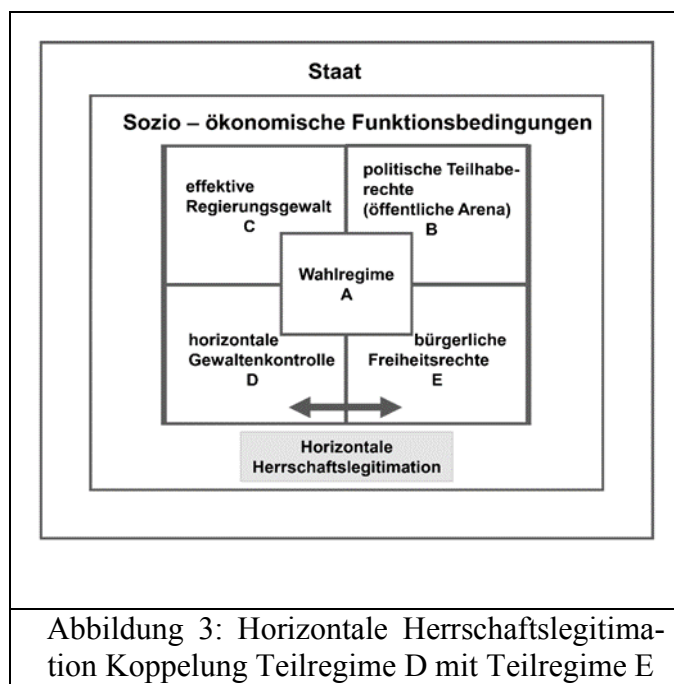 Staat
Sozio – ökonomische Funktionsbedingungen
effektive
Regierungsgewalt
C
politische Teilhabe-
rechte
(öffentliche Arena)
B
Wahlregime
A
horizontale
Gewaltenkontrolle
D
bürgerliche
Freiheitsrechte
E
Horizontale
Herrschaftslegitimation
Abbildung 3: Horizontale Herrschaftslegitima-
tion Koppelung Teilregime D mit Teilregime E